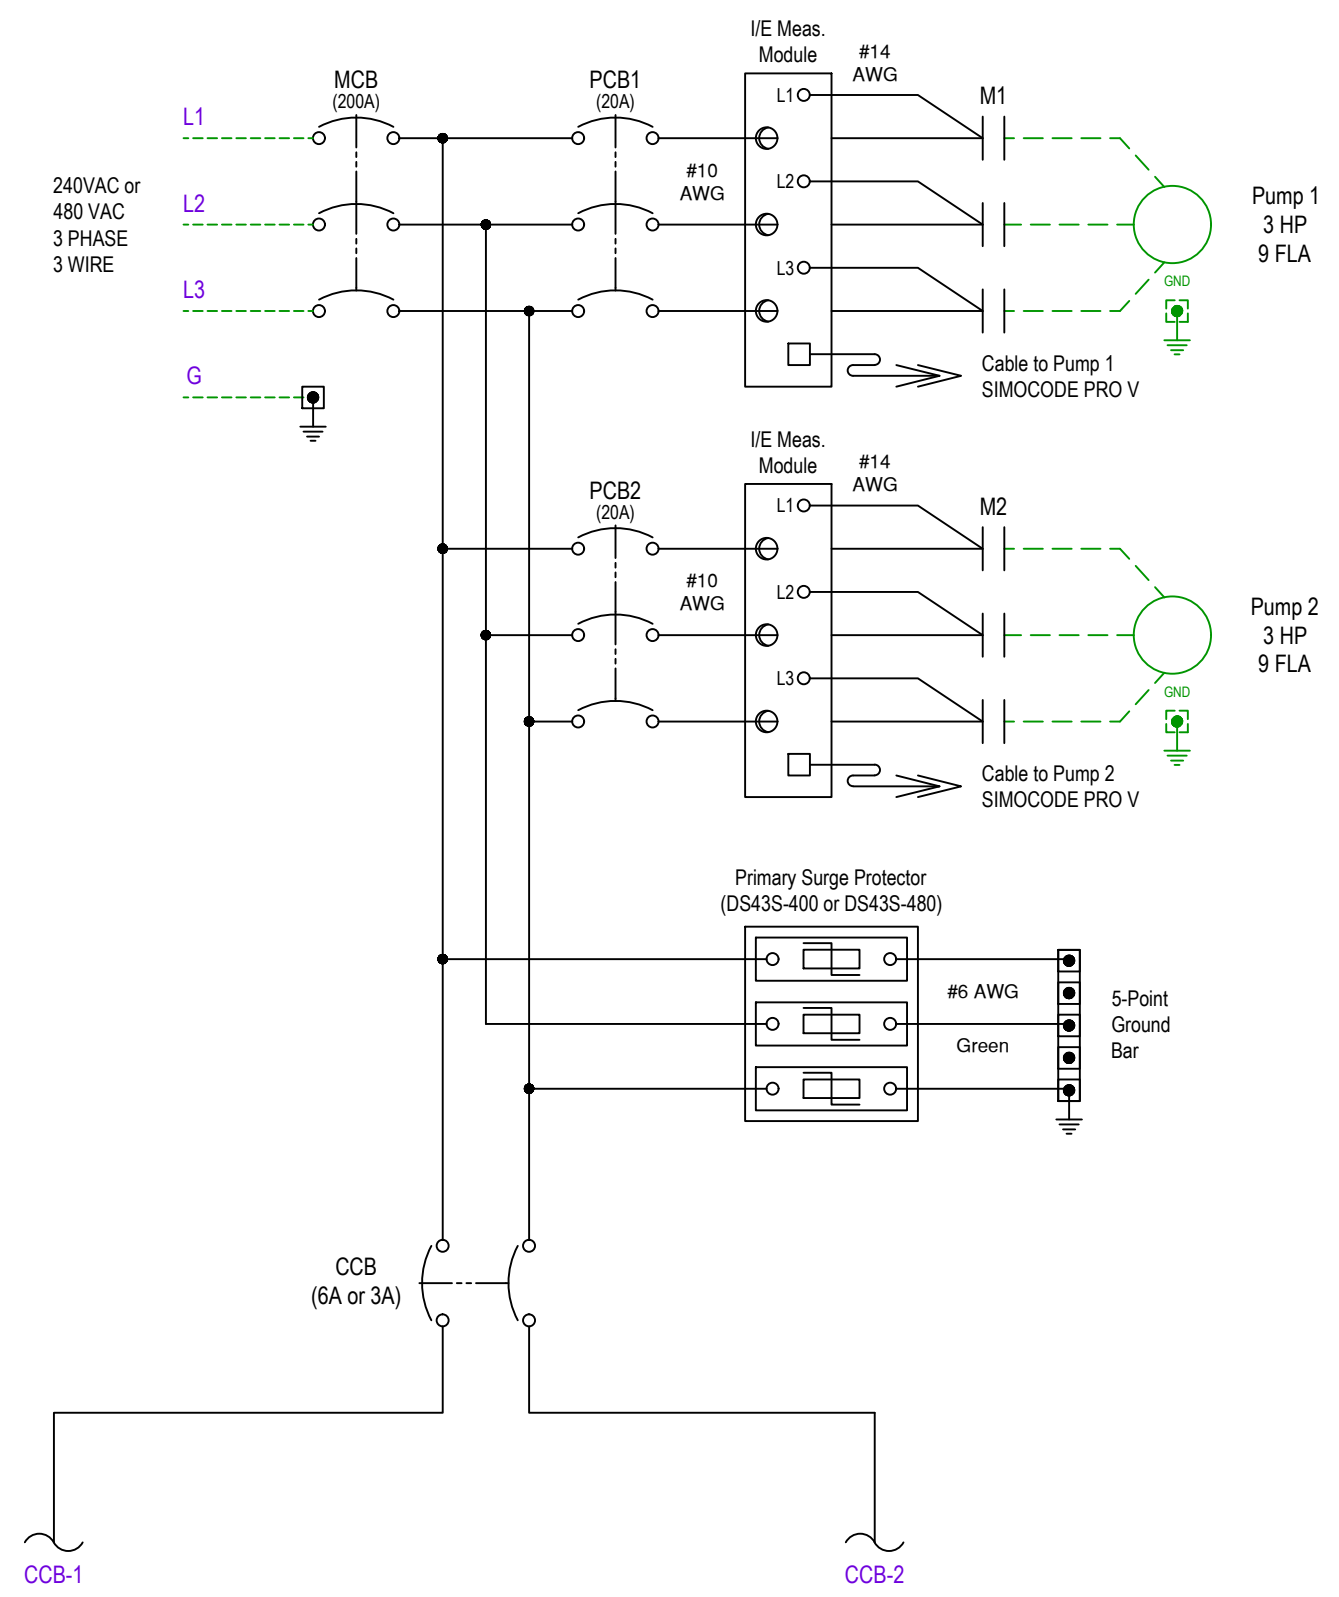 I/E Meas.
Module
#14
AWG
MCB
(200A)
PCB1
(20A)
L1
M1
L1
240VAC or
480 VAC
3 PHASE
3 WIRE
L2
#10
AWG
L2
Pump 1
3 HP
9 FLA
L3
L3
GND
G
Cable to Pump 1
SIMOCODE PRO V
I/E Meas.
Module
#14
AWG
PCB2
(20A)
L1
M2
#10
AWG
L2
Pump 2
3 HP
9 FLA
L3
GND
Cable to Pump 2
SIMOCODE PRO V
Primary Surge Protector
(DS43S-400 or DS43S-480)
#6 AWG
Green
5-Point
Ground
Bar
CCB
(6A or 3A)
CCB-1
CCB-2